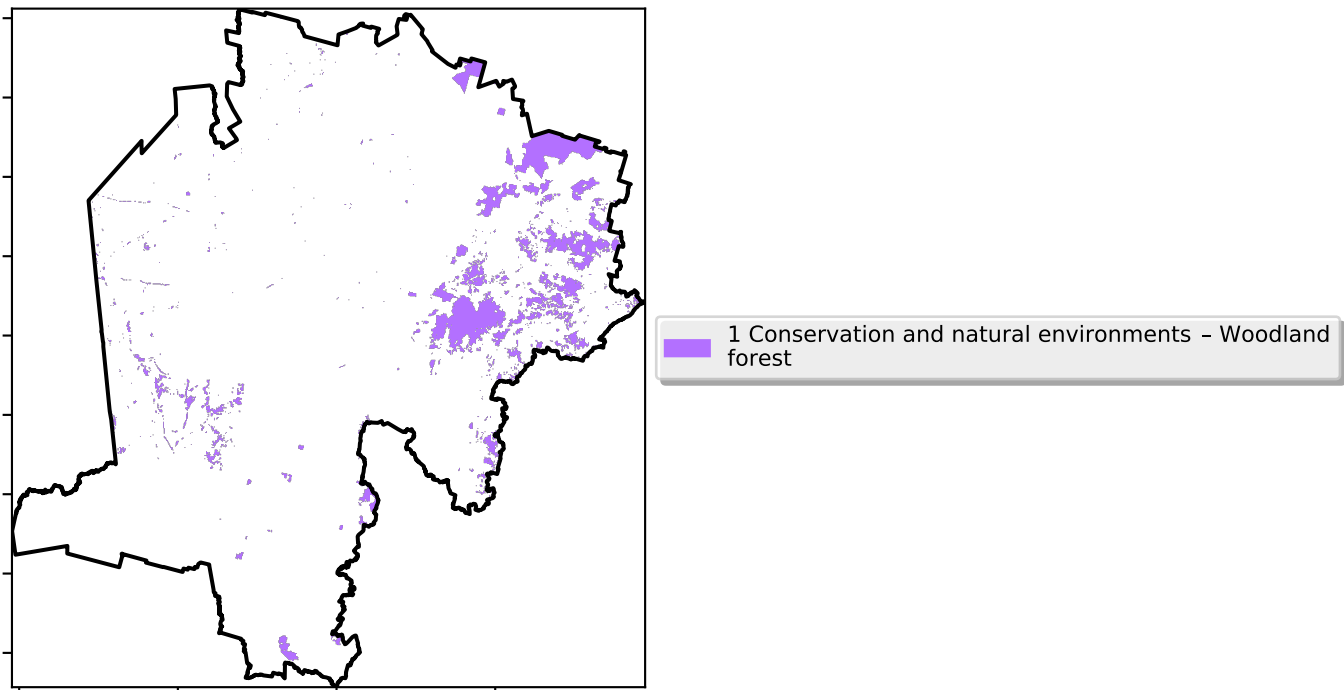 1 Conservation and natural environments – Woodland
forest